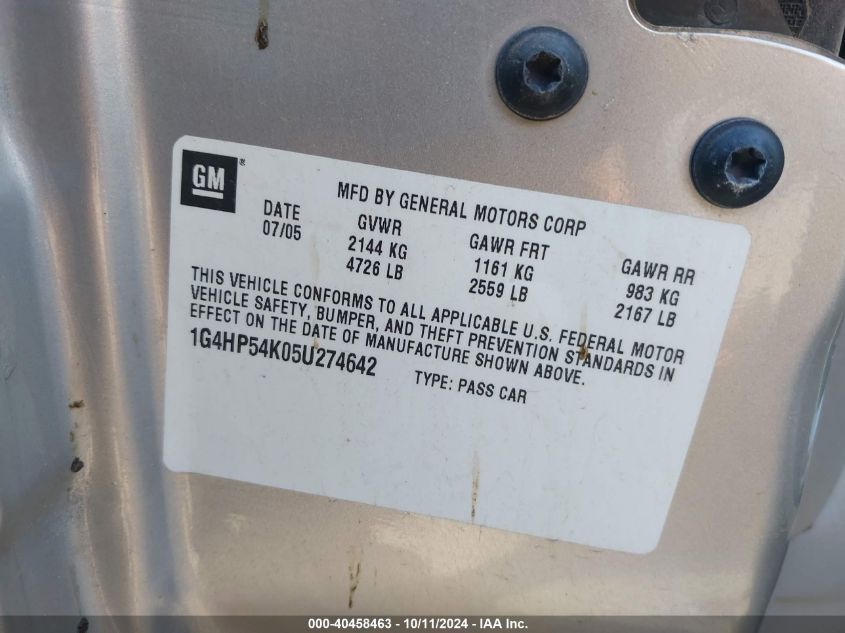 GM ®
MFD BY GENERAL MOTORS CORP
DATE GVWR GAWR FRT GAWR RR
07/05 2144 KG 1161 KG 983 KG
4726 LB 2559 LB 2167 LB
THIS VEHICLE CONFORMS TO ALL APPLICABLE U.S. FEDERAL MOTOR
VEHICLE SAFETY, BUMPER, AND THEFT PREVENTION STANDARDS IN
EFFECT ON THE DATE OF MANUFACTURE SHOWN ABOVE.
1G4HP54K05U274642 TYPE: PASS CAR
000-40458463 - 10/11/2024 - IAA Inc.